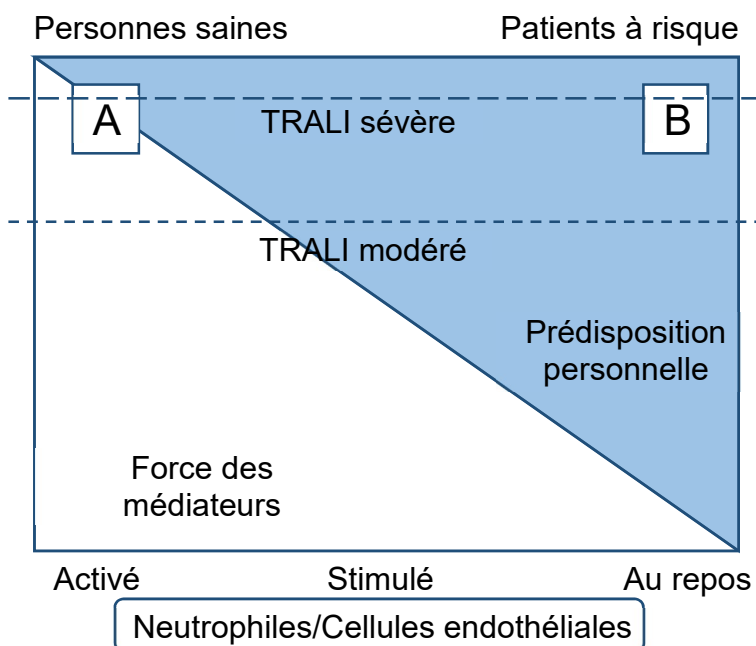 Personnes saines
Patients à risque
A
TRALI sévère
B
TRALI modéré
Prédisposition
personnelle
Force des
médiateurs
Activé
Stimulé
Au repos
Neutrophiles/Cellules endothéliales